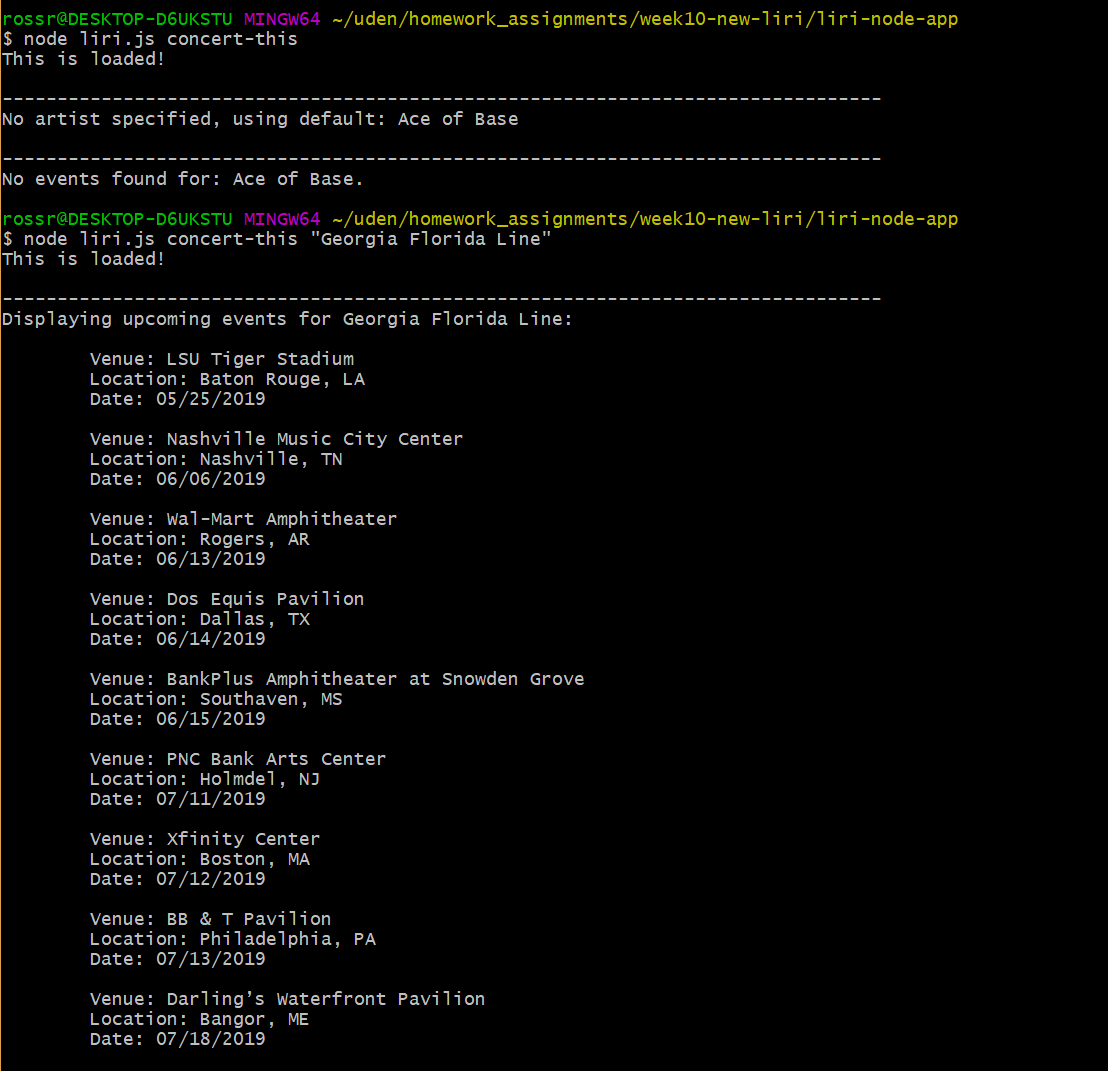 rossr@DESKTOP-D6UKSTU MINGW64 ~/uden/homework_assignments/week10-new-liri/liri-node-app
$ node liri.js concert-this
This is loaded!
--------------------------------------------------------------------------------
No artist specified, using default: Ace of Base
--------------------------------------------------------------------------------
No events found for: Ace of Base.
rossr@DESKTOP-D6UKSTU MINGW64 ~/uden/homework_assignments/week10-new-liri/liri-node-app
$ node liri.js concert-this "Georgia Florida Line"
This is loaded!
--------------------------------------------------------------------------------
Displaying upcoming events for Georgia Florida Line:
Venue: LSU Tiger Stadium
Location: Baton Rouge, LA
Date: 05/25/2019
Venue: Nashville Music City Center
Location: Nashville, TN
Date: 06/06/2019
Venue: Wal-Mart Amphitheater
Location: Rogers, AR
Date: 06/13/2019
Venue: Dos Equis Pavilion
Location: Dallas, TX
Date: 06/14/2019
Venue: BankPlus Amphitheater at Snowden Grove
Location: Southaven, MS
Date: 06/15/2019
Venue: PNC Bank Arts Center
Location: Holmdel, NJ
Date: 07/11/2019
Venue: Xfinity Center
Location: Boston, MA
Date: 07/12/2019
Venue: BB & T Pavilion
Location: Philadelphia, PA
Date: 07/13/2019
Venue: Darling’s Waterfront Pavilion
Location: Bangor, ME
Date: 07/18/2019